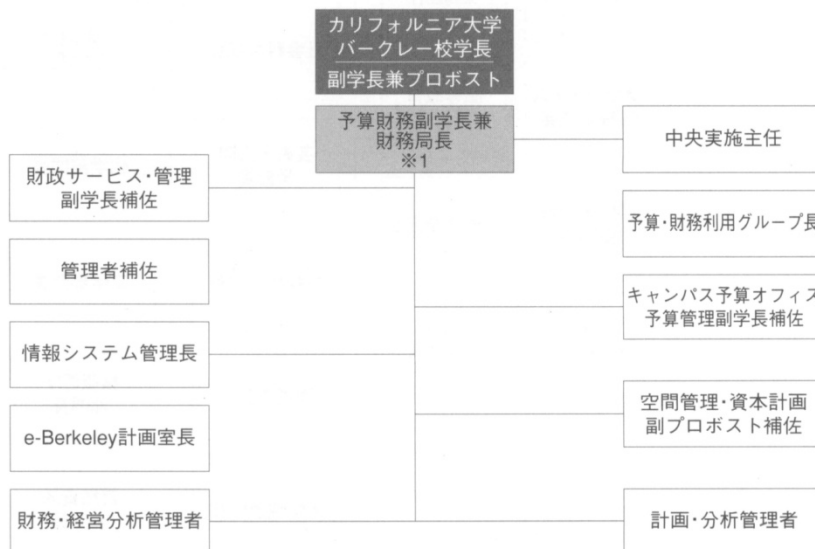 カリフォルニア大学
バークレー校学長
副学長兼プロボスト
予算財務副学長兼
財務局長
※1
中央実施主任
財政サービス・管理
副学長補佐
予算・財務利用グループ長
管理者補佐
キャンパス予算オフィス
予算管理副学長補佐
情報システム管理長
空間管理・資本計画
副プロボスト補佐
e-Berkeley計画室長
財務・経営分析管理者
計画・分析管理者